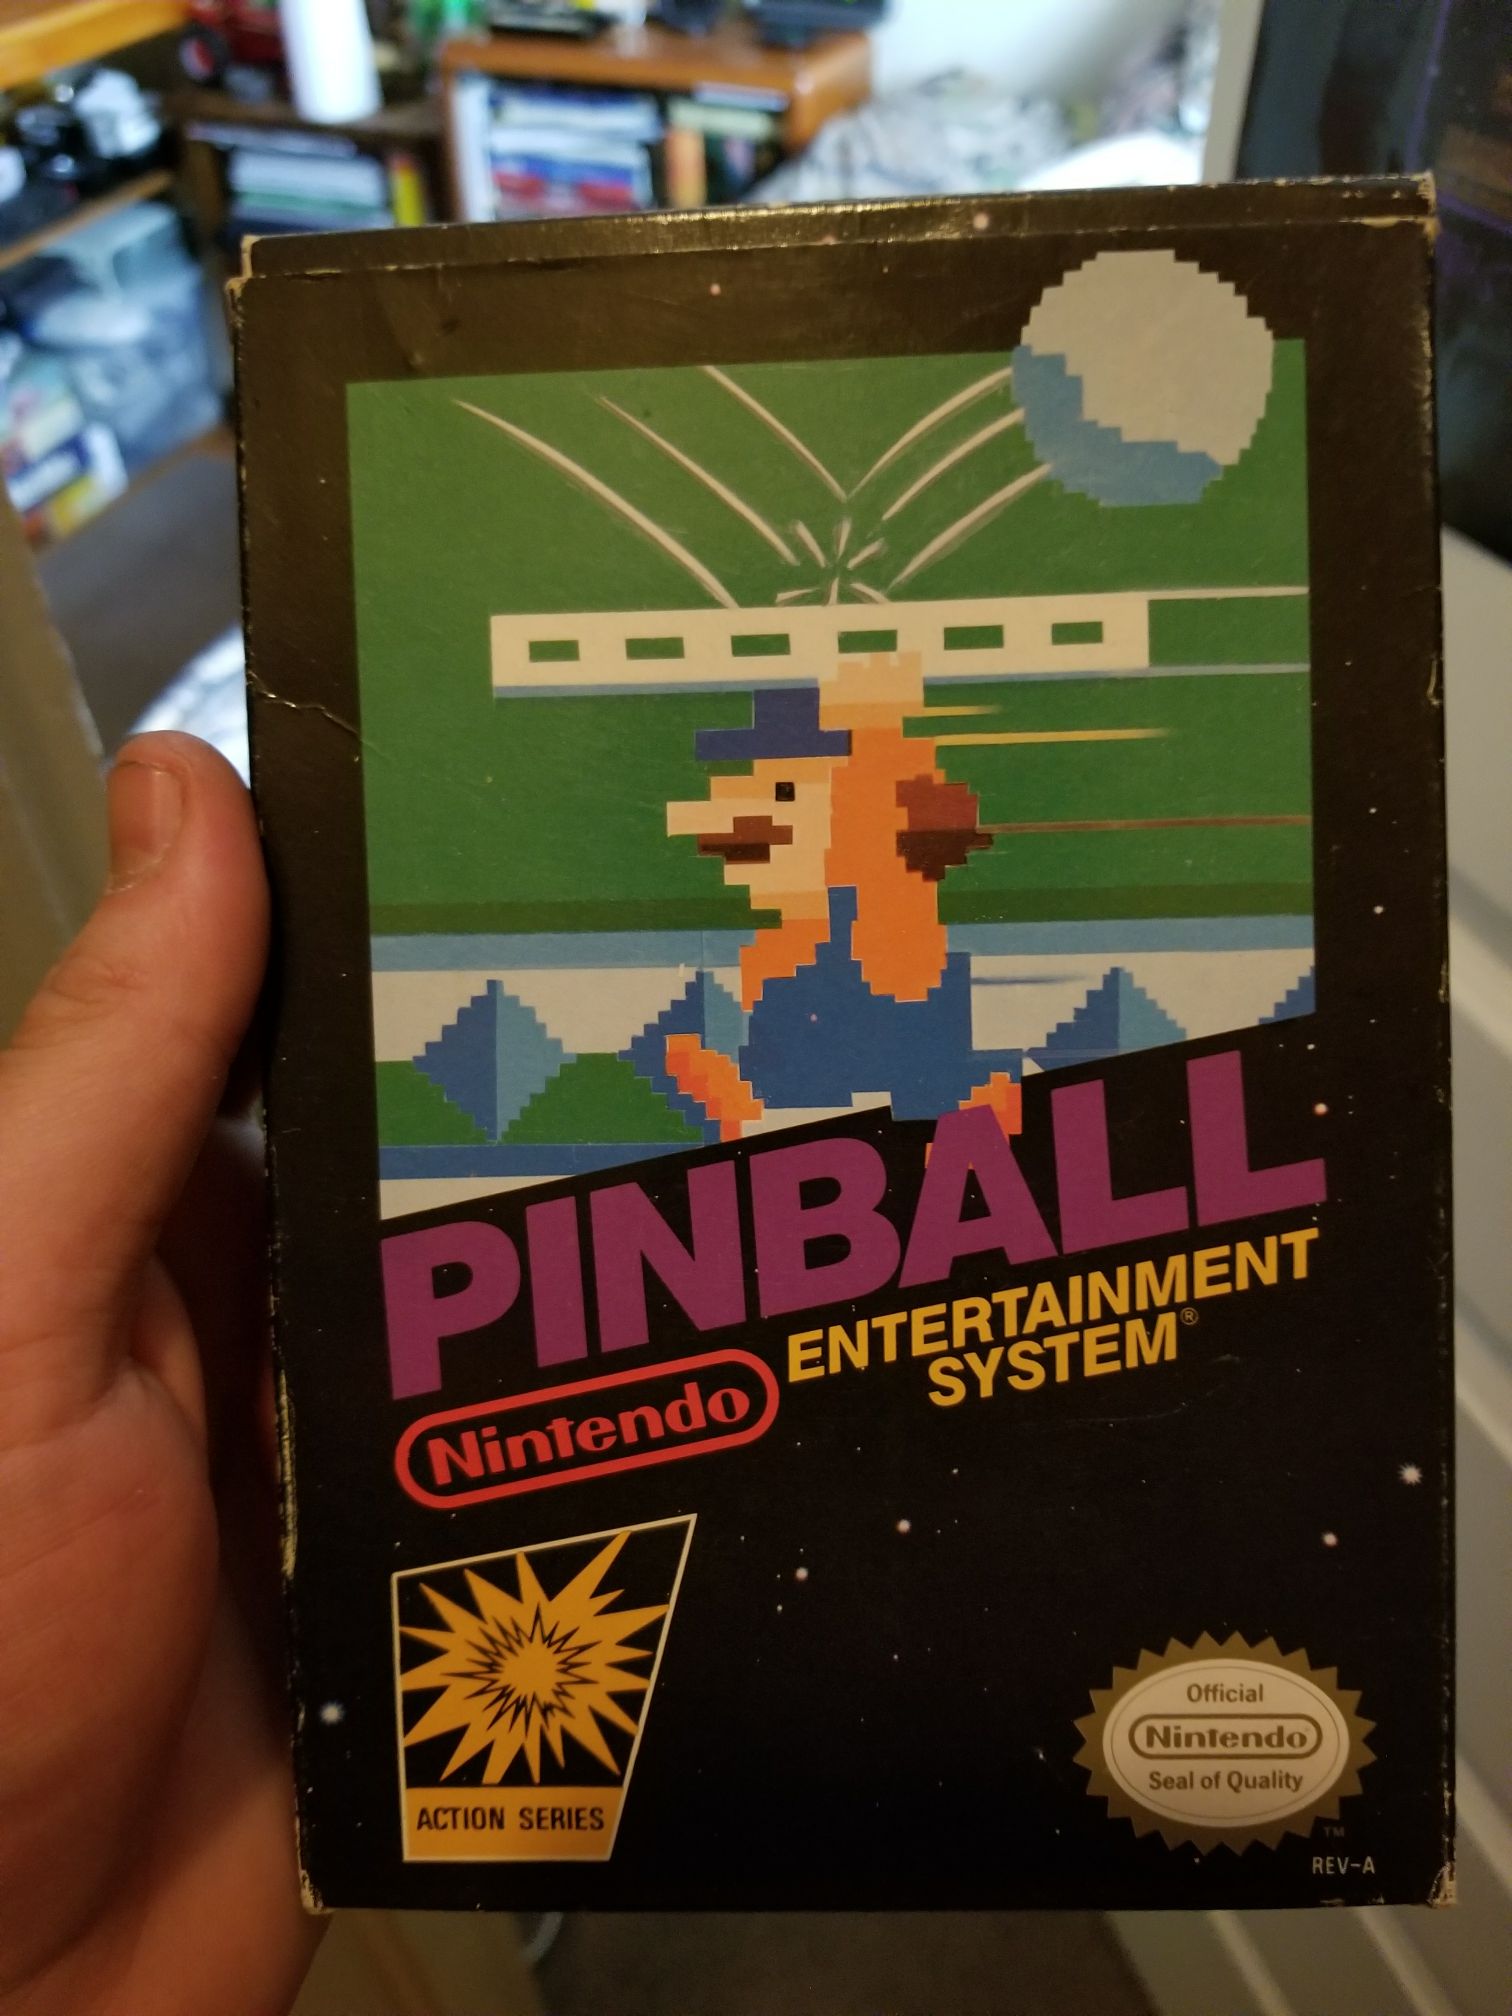 PINBALL
Nintendo
ENTERTAINMENT
SYSTEM®
ACTION SERIES
Official
Nintendo®
Seal of Quality
TM
REV-A